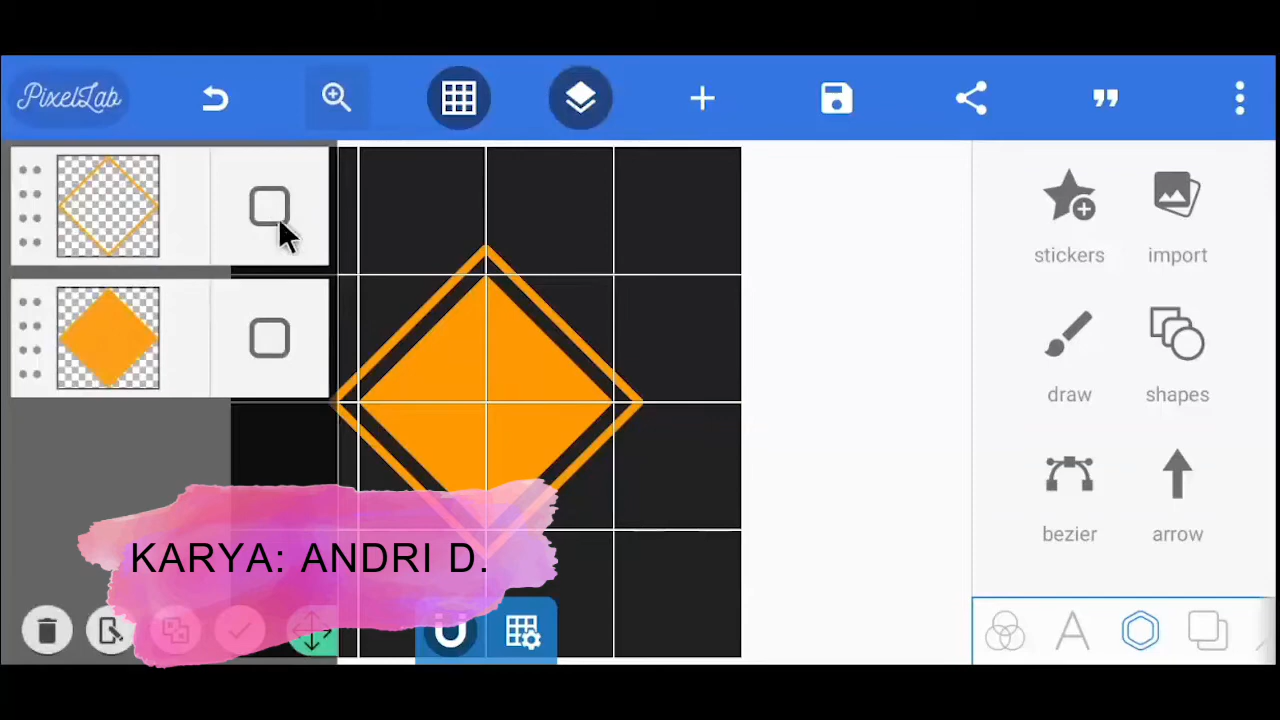 PixelLab
stickers
import
draw
shapes
bezier
arrow
KARYA: ANDRI D.